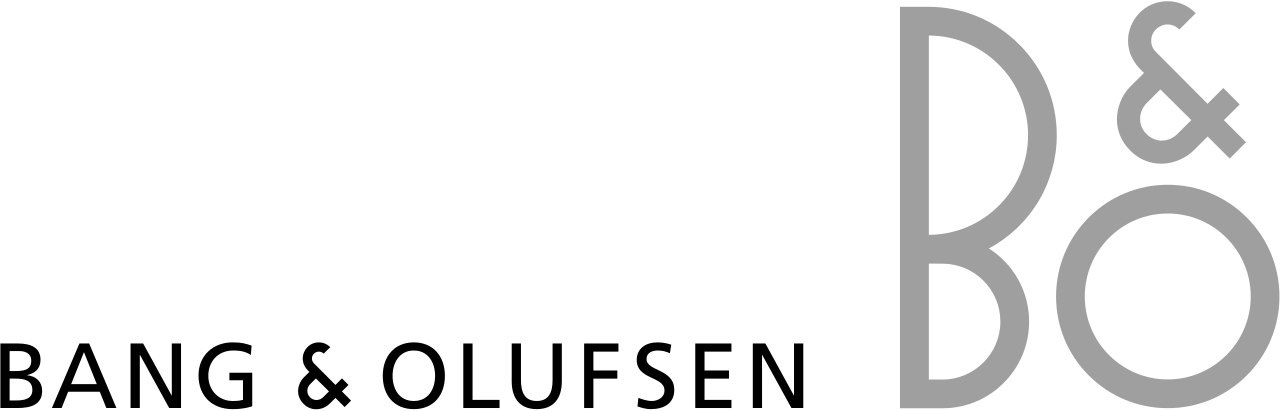 BANG & OLUFSEN
B&O